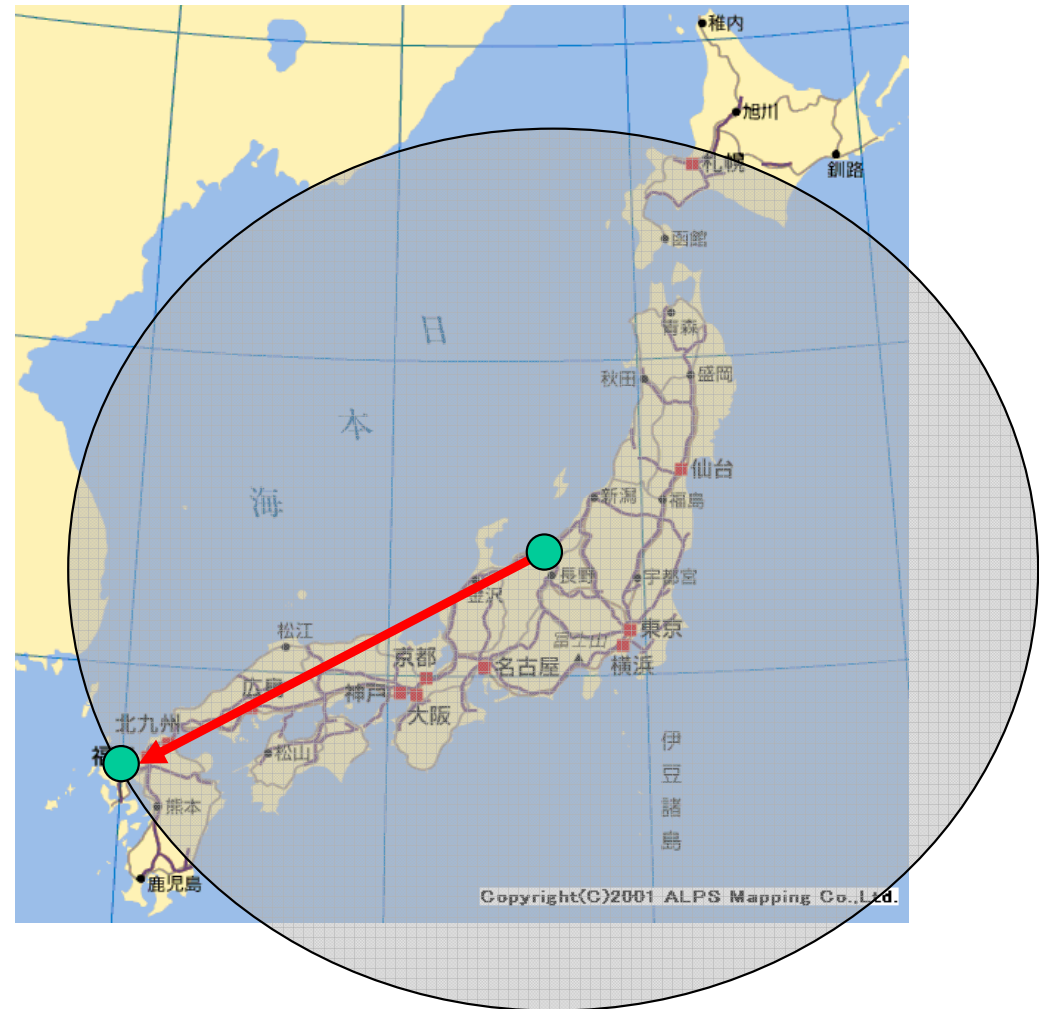 稚内
旭川
札幌
釧路
函館
日
本
海
青森
秋田
盛岡
仙台
新潟
福島
長野
宇都宮
金沢
富士山
東京
横浜
松江
京都
名古屋
広島
神戸
大阪
北九州
福
松山
熊本
鹿児島
伊
豆
諸
島
Copyright(C)2001 ALPS Mapping Co.,Ltd.